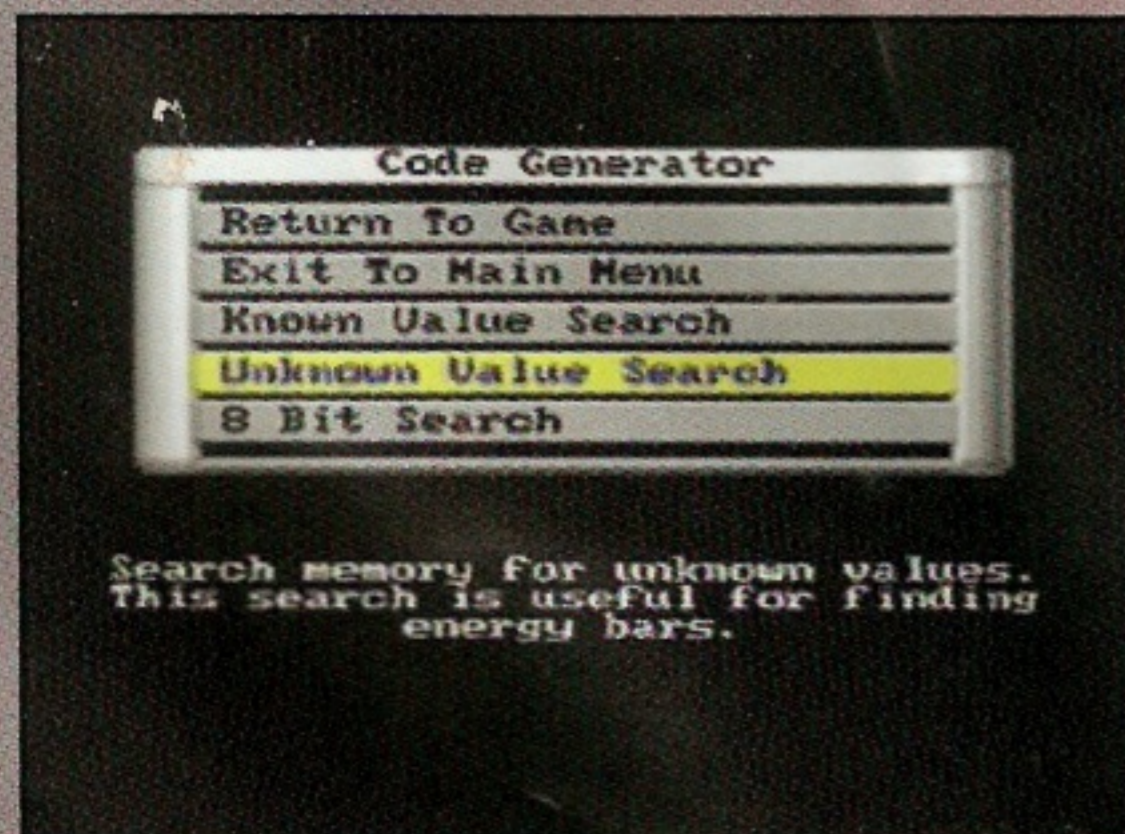 Code Generator
Return To Game
Exit To Main Menu
Known Value Search
Unknown Value Search
8 Bit Search
Search memory for unknown values.
This search is useful for finding
energy bars.